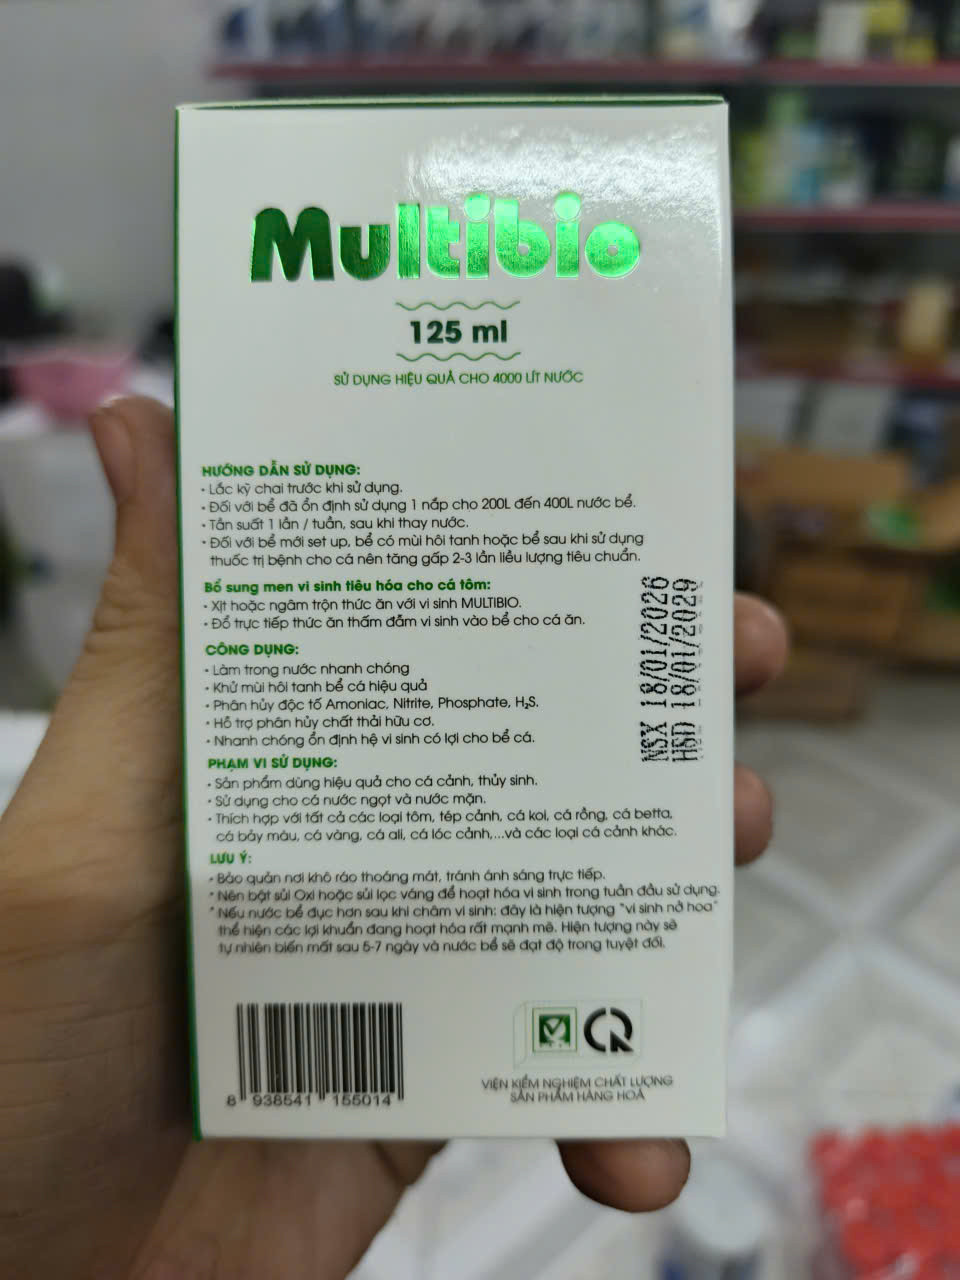 Multibio
125 ml
SỬ DỤNG HIỆU QUẢ CHO 4000 LÍT NƯỚC
HƯỚNG DẪN SỬ DỤNG:
• Lắc kỹ chai trước khi sử dụng.
• Đối với bể đã ổn định sử dụng 1 nắp cho 200L đến 400L nước bể.
• Tần suất 1 lần / tuần, sau khi thay nước.
• Đối với bể mới set up, bể có mùi hôi tanh hoặc bể sau khi sử dụng
thuốc trị bệnh cho cá nên tăng gấp 2-3 lần liều lượng tiêu chuẩn.
Bổ sung men vi sinh tiêu hóa cho cá tôm:
• Xịt hoặc ngâm trộn thức ăn với vi sinh MULTIBIO.
• Đổ trực tiếp thức ăn thấm đẫm vi sinh vào bể cho cá ăn.
CÔNG DỤNG:
• Làm trong nước nhanh chóng
• Khử mùi hôi tanh bể cá hiệu quả
• Phân hủy độc tố Amoniac, Nitrite, Phosphate, H₂S.
• Hỗ trợ phân hủy chất thải hữu cơ.
• Nhanh chóng ổn định hệ vi sinh có lợi cho bể cá.
NSX 18/01/2026
HSD 18/01/2029
PHẠM VI SỬ DỤNG:
• Sản phẩm dùng hiệu quả cho cá cảnh, thủy sinh.
• Sử dụng cho cá nước ngọt và nước mặn.
• Thích hợp với tất cả các loại tôm, tép cảnh, cá koi, cá rồng, cá betta,
cá bảy màu, cá vàng, cá ali, cá lóc cảnh,...và các loại cá cảnh khác.
LƯU Ý:
• Bảo quản nơi khô ráo thoáng mát, tránh ánh sáng trực tiếp.
* Nên bật sủi Oxi hoặc sủi lọc váng để hoạt hóa vi sinh trong tuần đầu sử dụng.
* Nếu nước bể đục hơn sau khi châm vi sinh: đây là hiện tượng "vi sinh nở hoa"
thể hiện các lợi khuẩn đang hoạt hóa rất mạnh mẽ. Hiện tượng này sẽ
tự nhiên biến mất sau 5-7 ngày và nước bể sẽ đạt độ trong tuyệt đối.
8 938541 155014
VIỆN KIỂM NGHIỆM CHẤT LƯỢNG
SẢN PHẨM HÀNG HOÁ